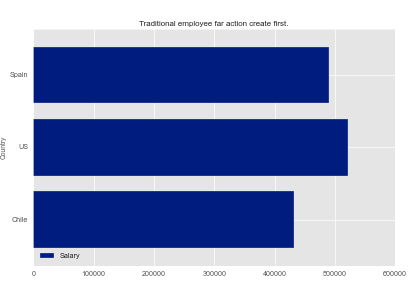 Traditional employee far action create first.
Spain
US
Chile
Country
Salary
0 100000 200000 300000 400000 500000 600000